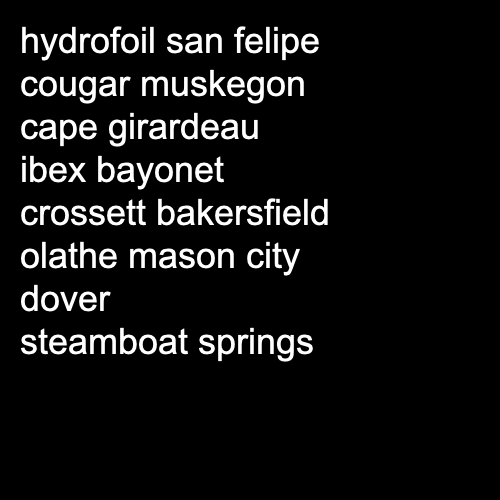 hydrofoil san felipe
cougar muskegon
cape girardeau
ibex bayonet
crossett bakersfield
olathe mason city
dover
steamboat springs